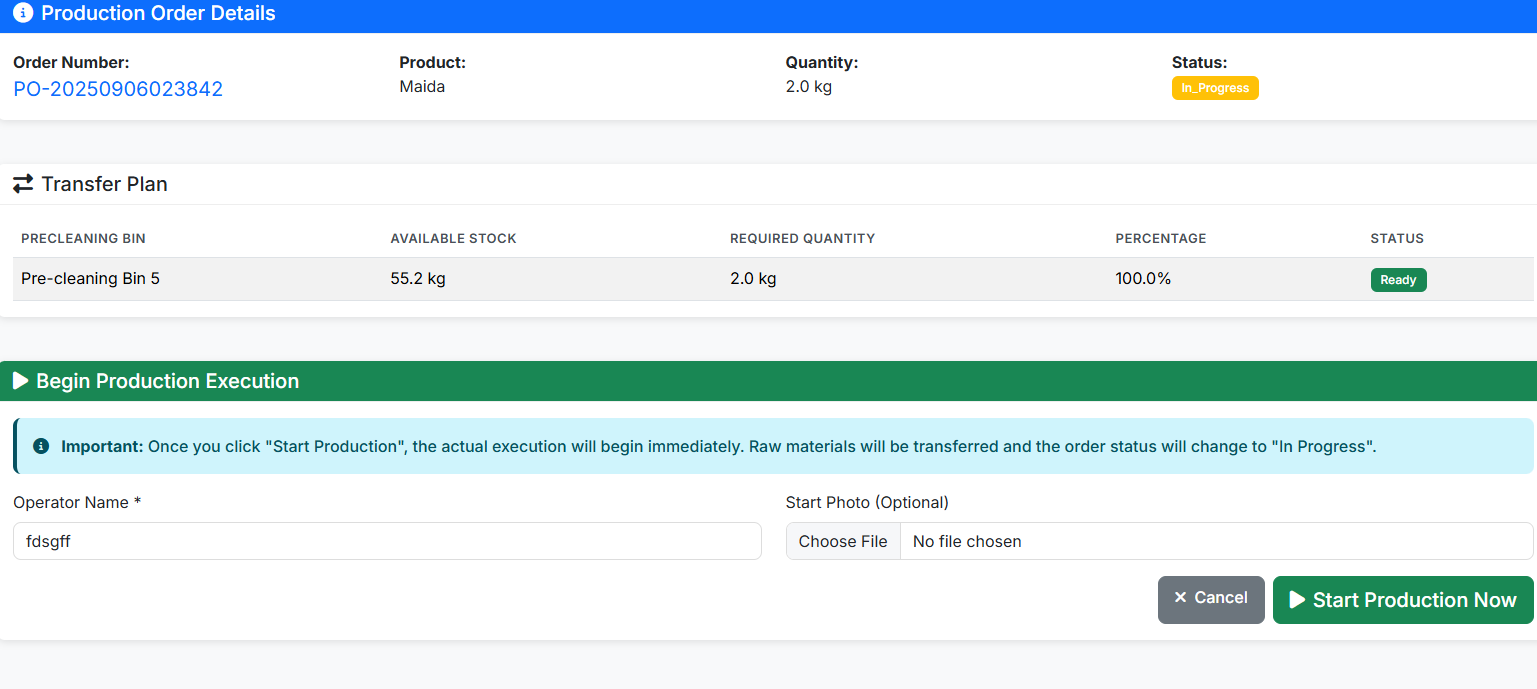 Production Order Details
Order Number: Product: Quantity: Status:
PO-20250906023842 Maida 2.0 kg In_Progress
Transfer Plan
PRECLEANING BIN AVAILABLE STOCK REQUIRED QUANTITY PERCENTAGE STATUS
Pre-cleaning Bin 5 55.2 kg 2.0 kg 100.0% Ready
Begin Production Execution
Important: Once you click "Start Production", the actual execution will begin immediately. Raw materials will be transferred and the order status will change to "In Progress".
Operator Name * Start Photo (Optional)
fdsgff Choose File No file chosen
Cancel Start Production Now